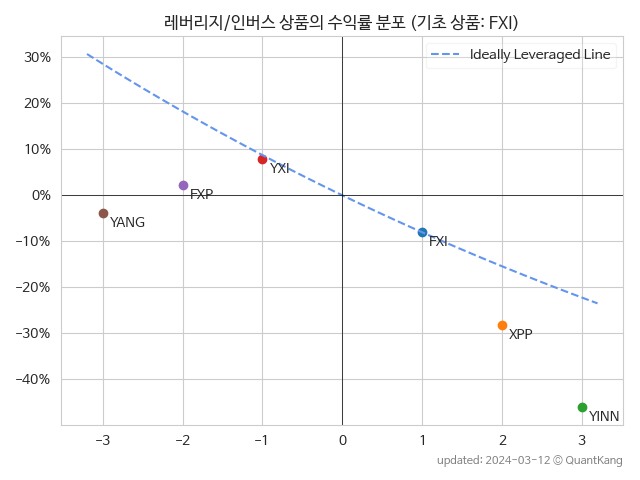 레버리지/인버스 상품의 수익률 분포 (기초 상품: FXI)
30%
20%
10%
0%
-10%
-20%
-30%
-40%
Ideally Leveraged Line
YXI
FXP
YANG
FXI
XPP
YINN
-3 -2 -1 0 1 2 3
updated: 2024-03-12 © QuantKang